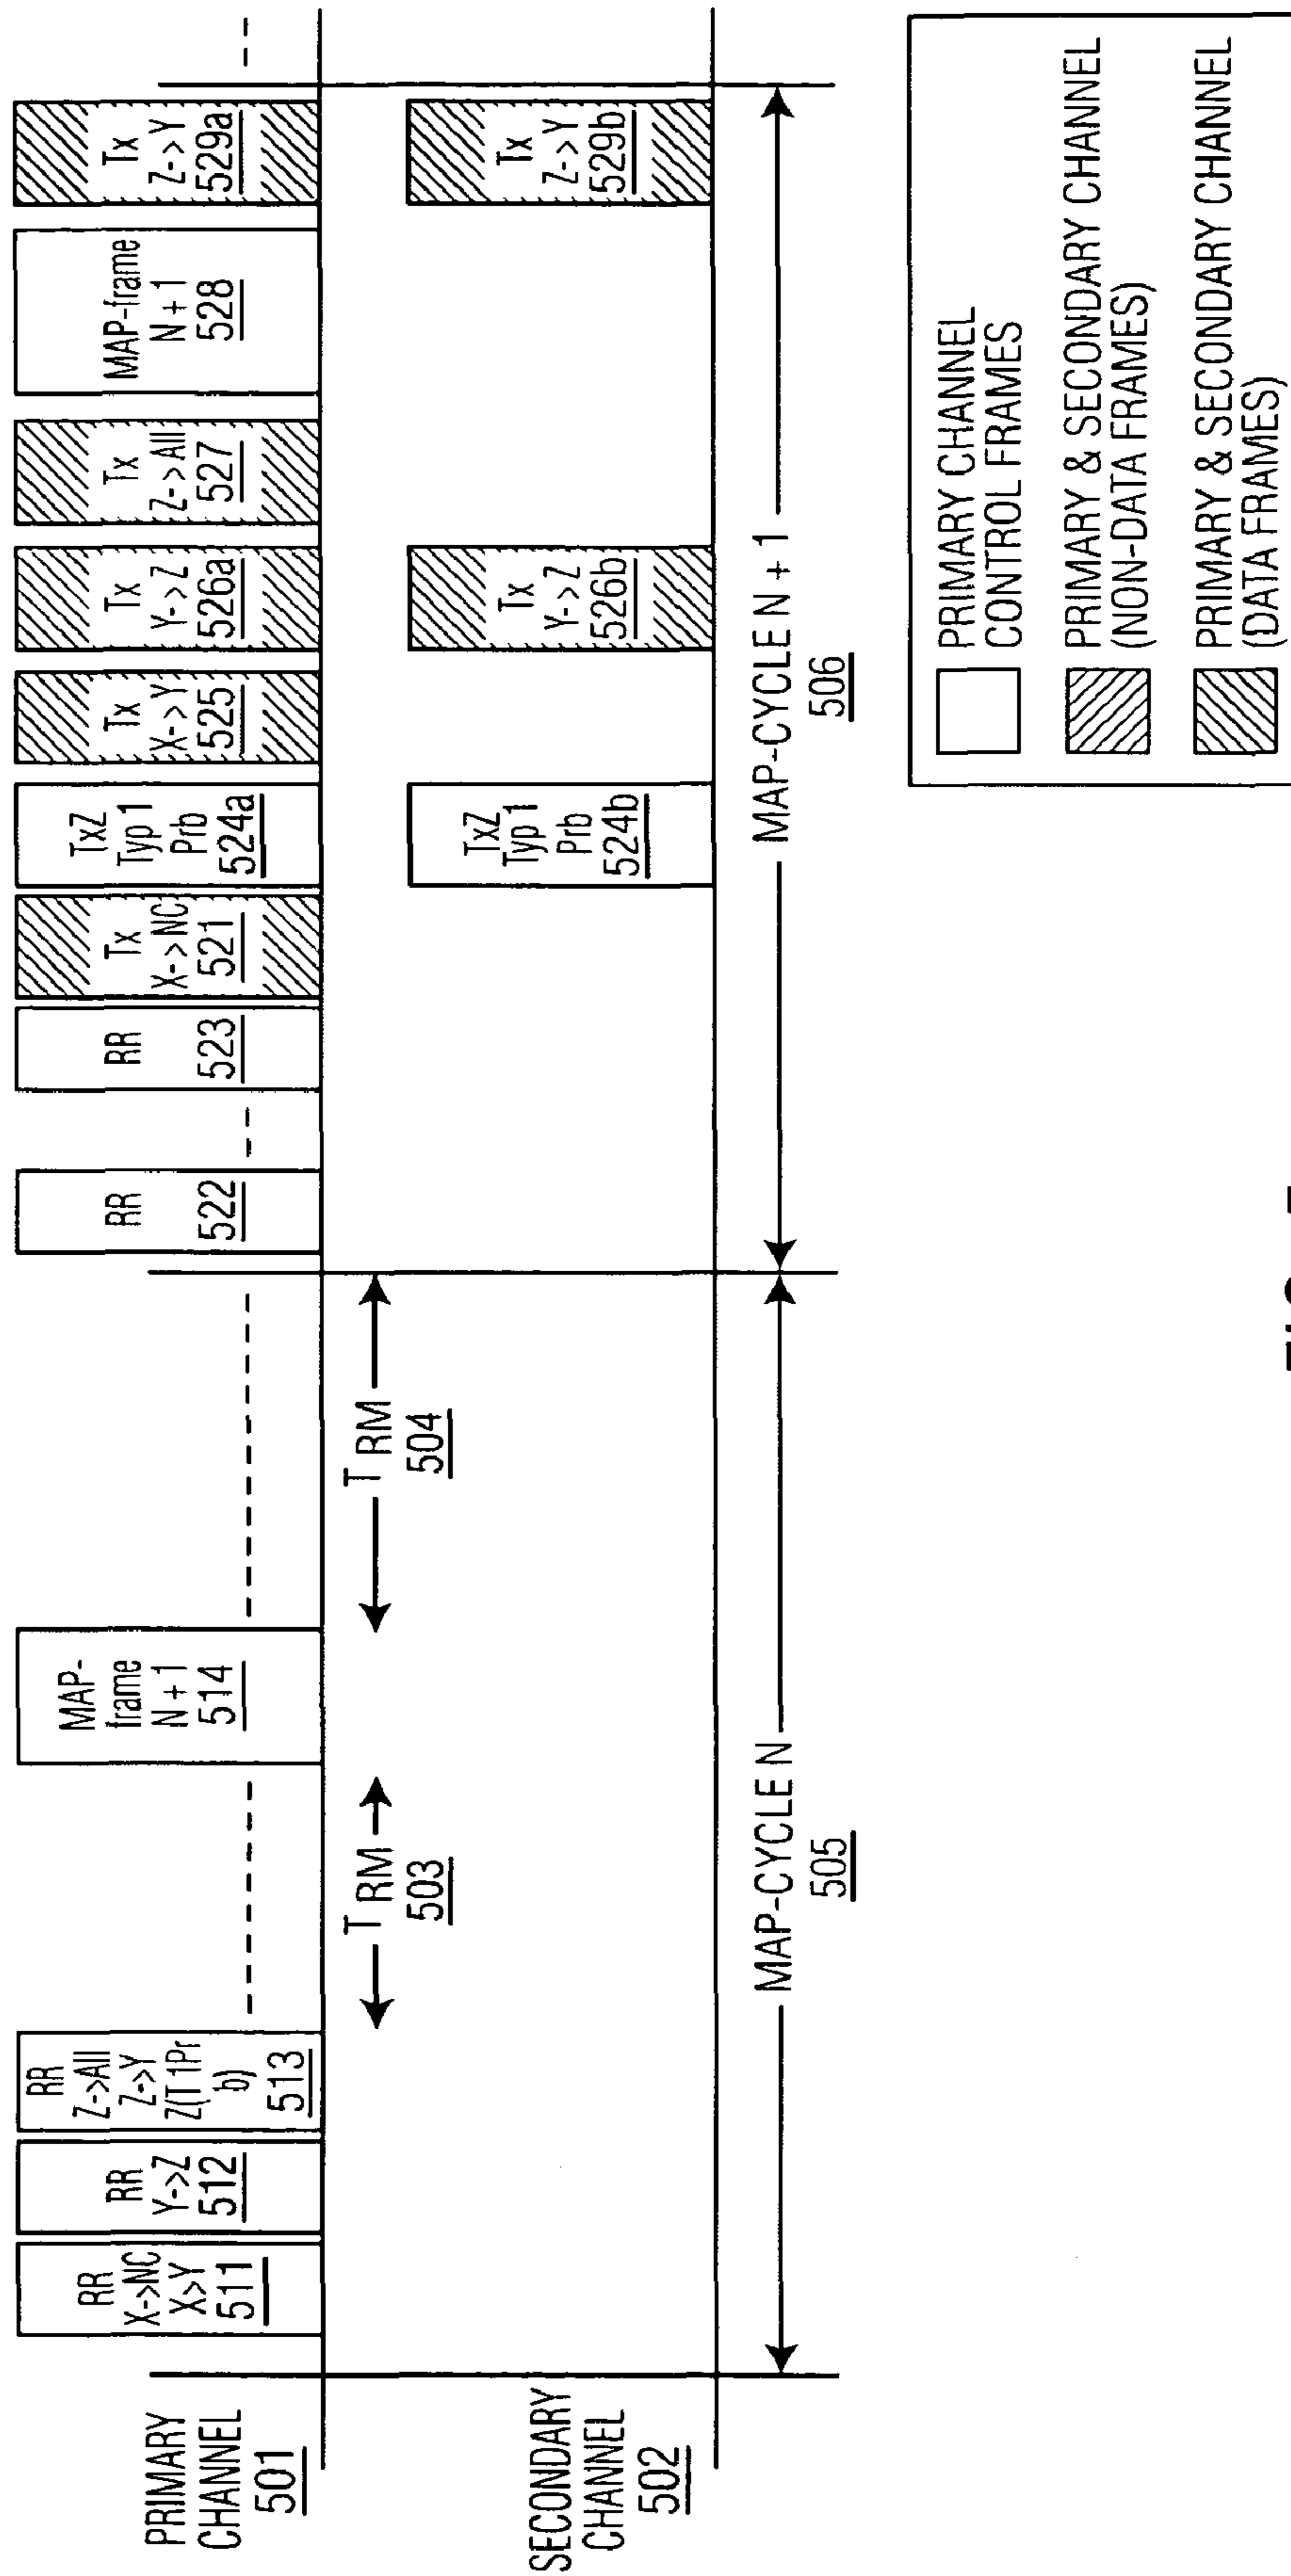 PRIMARY
CHANNEL
501
RR
X->NC
X>Y
511
RR
Y->Z
512
RR
Z->All
Z->Y
Z(T1Pr
b)
513
MAP-
frame
N+1
514
RR
522
RR
523
Tx
X->NC
521
TxZ
Typ1
Prb
524a
Tx
X->Y
525
Tx
Y->Z
526a
Tx
Z->All
527
MAP-frame
N+1
528
Tx
Z->Y
529a
TRM
503
TRM
504
SECONDARY
CHANNEL
502
TxZ
Typ1
Prb
524b
Tx
Y->Z
526b
Tx
Z->Y
529b
MAP-CYCLE N
505
MAP-CYCLE N+1
506
PRIMARY CHANNEL
CONTROL FRAMES
PRIMARY & SECONDARY CHANNEL
(NON-DATA FRAMES)
PRIMARY & SECONDARY CHANNEL
(DATA FRAMES)